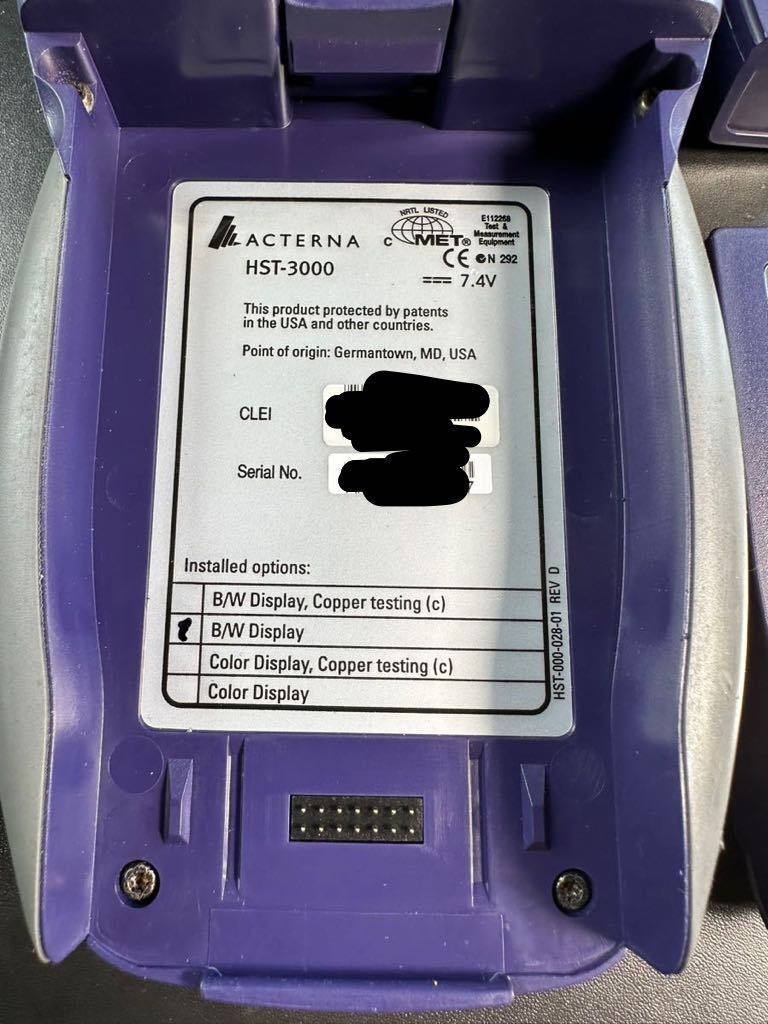 ACTERNA
HST-3000
NRTL LISTED
C MET®
E112268
Test &
Measurement
Equipment
CE N 292
7.4V
This product protected by patents
in the USA and other countries.
Point of origin: Germantown, MD, USA
CLEI
Serial No.
Installed options:
B/W Display, Copper testing (c)
B/W Display
Color Display, Copper testing (c)
Color Display
HST-000-028-01 REV D